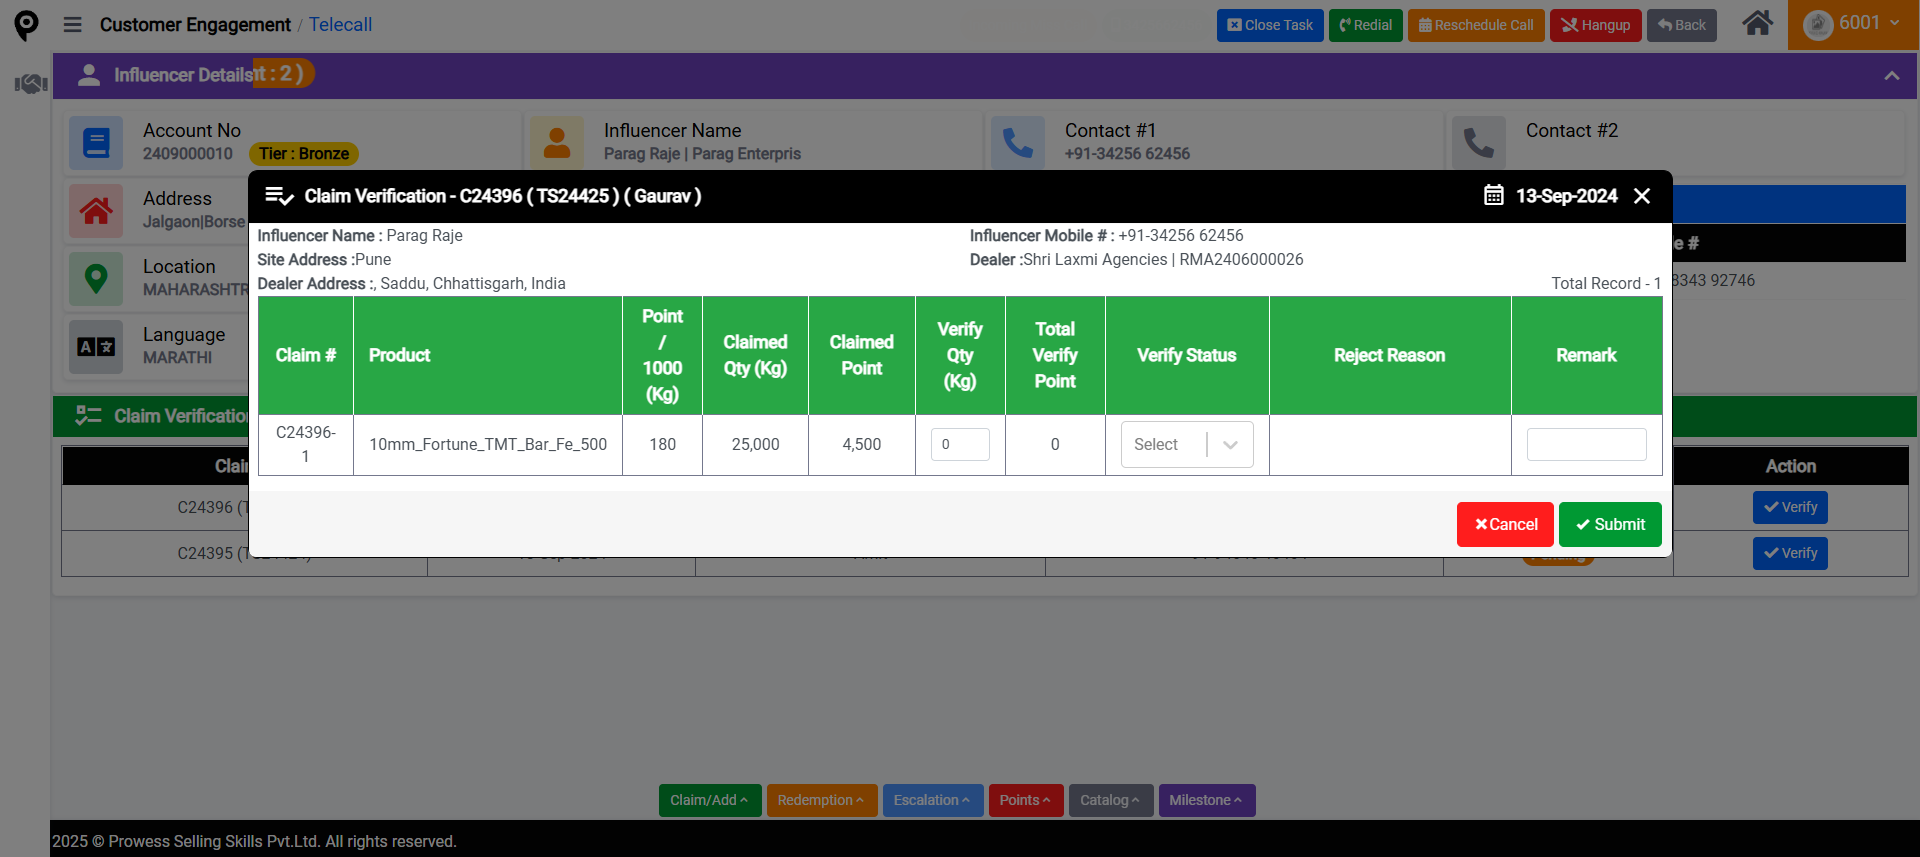 Customer Engagement / Telecall
Close Task
Redial
Reschedule Call
Hangup
Back
6001
Influencer Details
nt : 2 )
Account No
2409000010
Tier : Bronze
Influencer Name
Parag Raje | Parag Enterpris
Contact #1
+91-34256 62456
Contact #2
Address
Jalgaon|Borse
Location
MAHARASHTR
Language
MARATHI
e #
8343 92746
Claim Verification - C24396 ( TS24425 ) ( Gaurav )
13-Sep-2024
Influencer Name : Parag Raje
Influencer Mobile # : +91-34256 62456
Site Address :Pune
Dealer :Shri Laxmi Agencies | RMA2406000026
Dealer Address :, Saddu, Chhattisgarh, India
Total Record - 1
Claim #
Product
Point
/
1000
(Kg)
Claimed
Qty (Kg)
Claimed
Point
Verify
Qty
(Kg)
Total
Verify
Point
Verify Status
Reject Reason
Remark
C24396-
1
10mm_Fortune_TMT_Bar_Fe_500
180
25,000
4,500
0
0
Select
Cancel
Submit
Claim Verification
Clai
Action
C24396 (T
Verify
C24395 (T
Verify
Claim/Add
Redemption
Escalation
Points
Catalog
Milestone
2025 © Prowess Selling Skills Pvt.Ltd. All rights reserved.